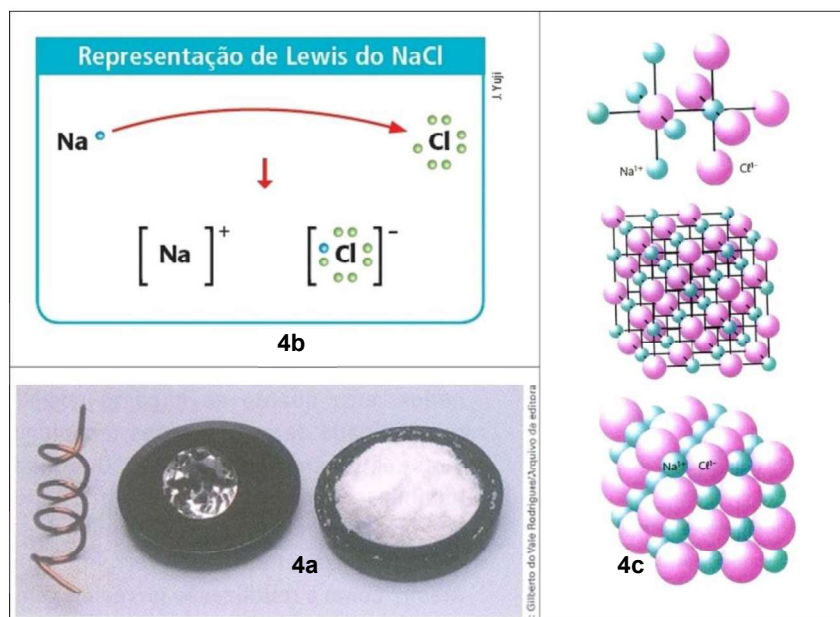 Representação de Lewis do NaCl
J. Yuji
Na
Cl
[Na]+
[Cl]-
4b
Na1+
Cℓ1-
Na1+
Cℓ1-
4c
4a
: Gilberto do Vale Rodrigues/Arquivo da editora